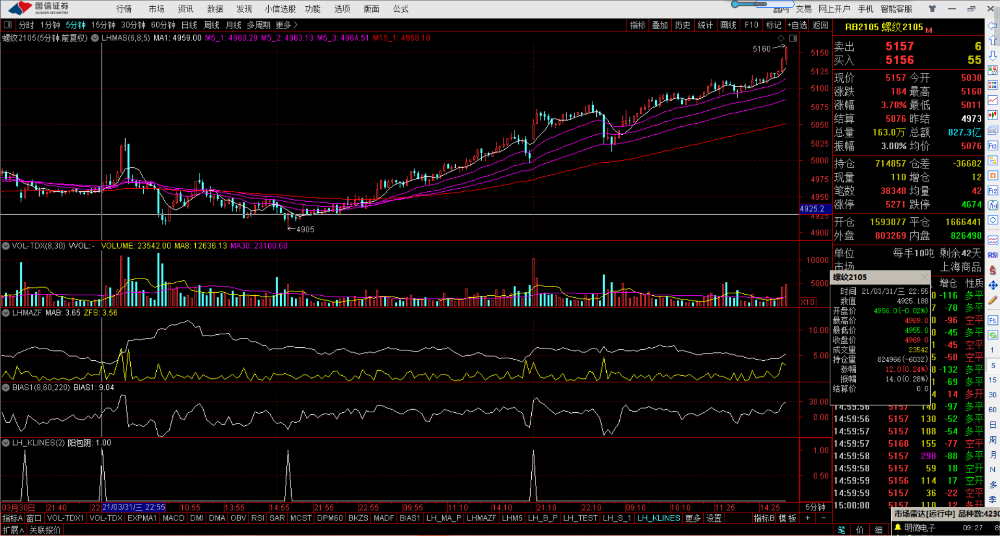 国信证券
GUOSEN SECURITIES
行情 市场 资讯 数据 发现 小信选股 功能 选项 版面 公式
鑫网 交易 网上开户 手机 智能客服
分时 1分钟 5分钟 15分钟 30分钟 60分钟 日线 周线 月线 多周期 更多
指标 叠加 历史 统计 画线 F10 标记 +自选 返回
RB2105 螺纹2105 M
螺纹2105(5分钟.前复权) LHMAS(6,8,5) MA1: 4959.00 M5_1: 4960.29 M5_2: 4963.13 M5_3: 4964.51 M15_1: 4958.18
5160
4905
5150
5125
5100
5075
5050
5025
5000
4975
4950
4925.2
4925
4900
VOL-TDX(8,30) VVOL: - VOLUME: 23542.00 MA8: 12636.13 MA30: 23100.60
10000
5000
X10
LHMAZF MAB: 3.65 ZFS: 3.56
10.00
5.00
BIAS1(8,60,220) BIAS1: 9.04
30.00
0.00
LH_KLINES(2) 阳包阴: 1.00
1.00
0.50
03月30日 21:40 22: 21/03/31/三 22:55 10:55 13:55 14:55 21:55 22:55 09:55 11:10 14:10 21:10 22:10 09:10 10:10 11:25 14:25 5分钟
指标A 窗口 VOL-TDX1 VOL-TDX EXPMA1 MACD DMI DMA OBV RSI SAR MCST DPM60 BKZS MADF BIAS1 LH_MA_P LHMAZF LHM5 LH_B_P LH_TEST LH_S_1 LH_KLINES 更多 设置 指标B 模板 + -
扩展∧ 关联报价
卖出 5157 6
买入 5156 55
现价 5157 今开 5030
涨跌 184 最高 5160
涨幅 3.70% 最低 5011
结算 5076 昨结 4973
总量 163.0万 总额 827.3亿
振幅 3.00% 均价 5076
持仓 714857 仓差 -36682
现量 110 增仓 12
笔数 38348 均量 42
涨停 5271 跌停 4674
开仓 1593077 平仓 1666441
外盘 803269 内盘 826490
单位 每手10吨 剩余42天
市场 上海商品
增仓 性质
0 -116 多平
7 -70 多平
0 -96 空平
0 -45 多平
1 -45 空平
5 -50 空平
8 -132 多平
1 -69 多平
4 14 多开
14:59:56 5157 140 -97 多平
14:59:56 5157 130 -52 多平
14:59:57 5157 108 -54 多平
14:59:57 5160 155 -77 空平
14:59:58 5157 298 -88 多平
14:59:58 5157 59 18 空开
14:59:59 5156 114 17 空开
14:59:59 5157 36 -22 空平
15:00:00 5157 110 12 多开
螺纹2105
时间 21/03/31/三 22:55
数值 4925.188
开盘价 4956.0(-0.02%)
最高价 4969.0
最低价 4955.0
收盘价 4969.0
成交量 23542
持仓量 824966(-6032)
涨幅 12.0(0.24%)
振幅 14.0(0.28%)
结算价 0.0
笔 价 细
市场雷达[运行中] 品种数:4230
明微电子 09:27
F10
自
F12
f(x)
RSI
$
F5
1
5
15
30
60
日
周
月
N
多
季